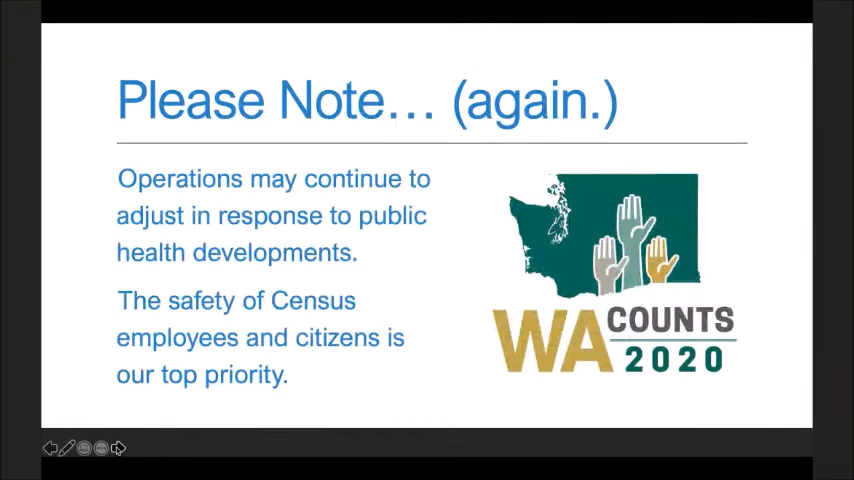 Please Note… (again.)
Operations may continue to
adjust in response to public
health developments.
The safety of Census
employees and citizens is
our top priority.
WA COUNTS
2020